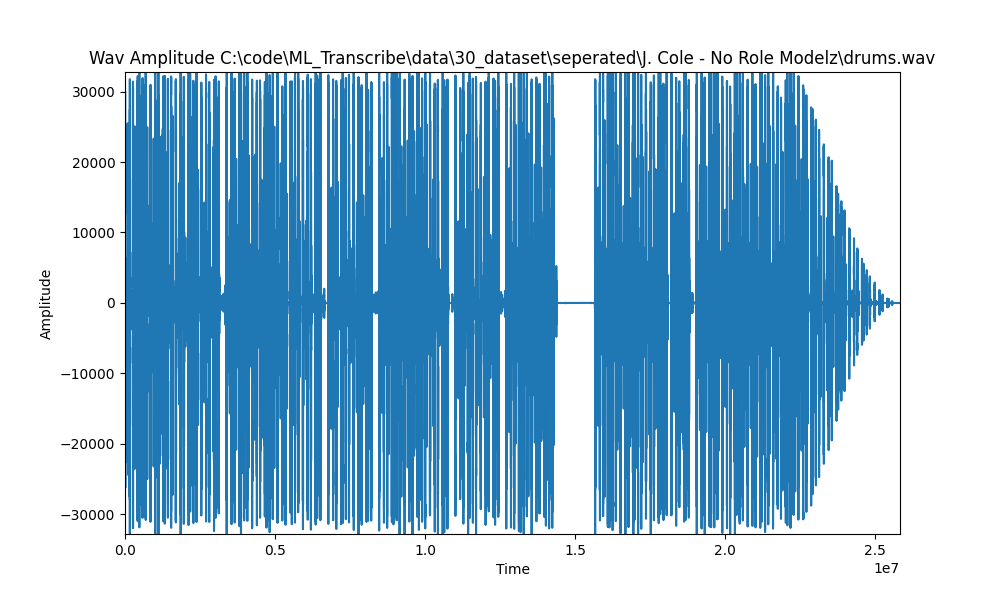 Wav Amplitude C:\code\ML_Transcribe\data\30_dataset\seperated\J. Cole - No Role Modelz\drums.wav
30000
20000
10000
0
−10000
−20000
−30000
Amplitude
0.0 0.5 1.0 1.5 2.0 2.5
1e7
Time